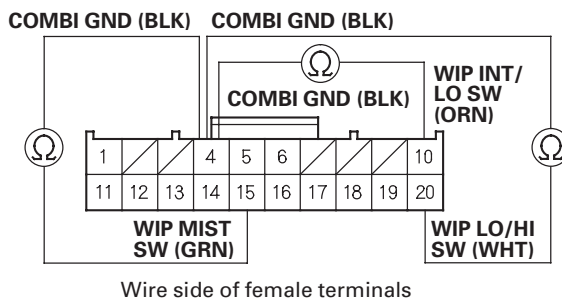 COMBI GND (BLK) COMBI GND (BLK)
Ω
WIP INT/
LO SW
(ORN)
COMBI GND (BLK)
Ω Ω
1 4 5 6 10
11 12 13 14 15 16 17 18 19 20
WIP MIST
SW (GRN)
WIP LO/HI
SW (WHT)
Wire side of female terminals